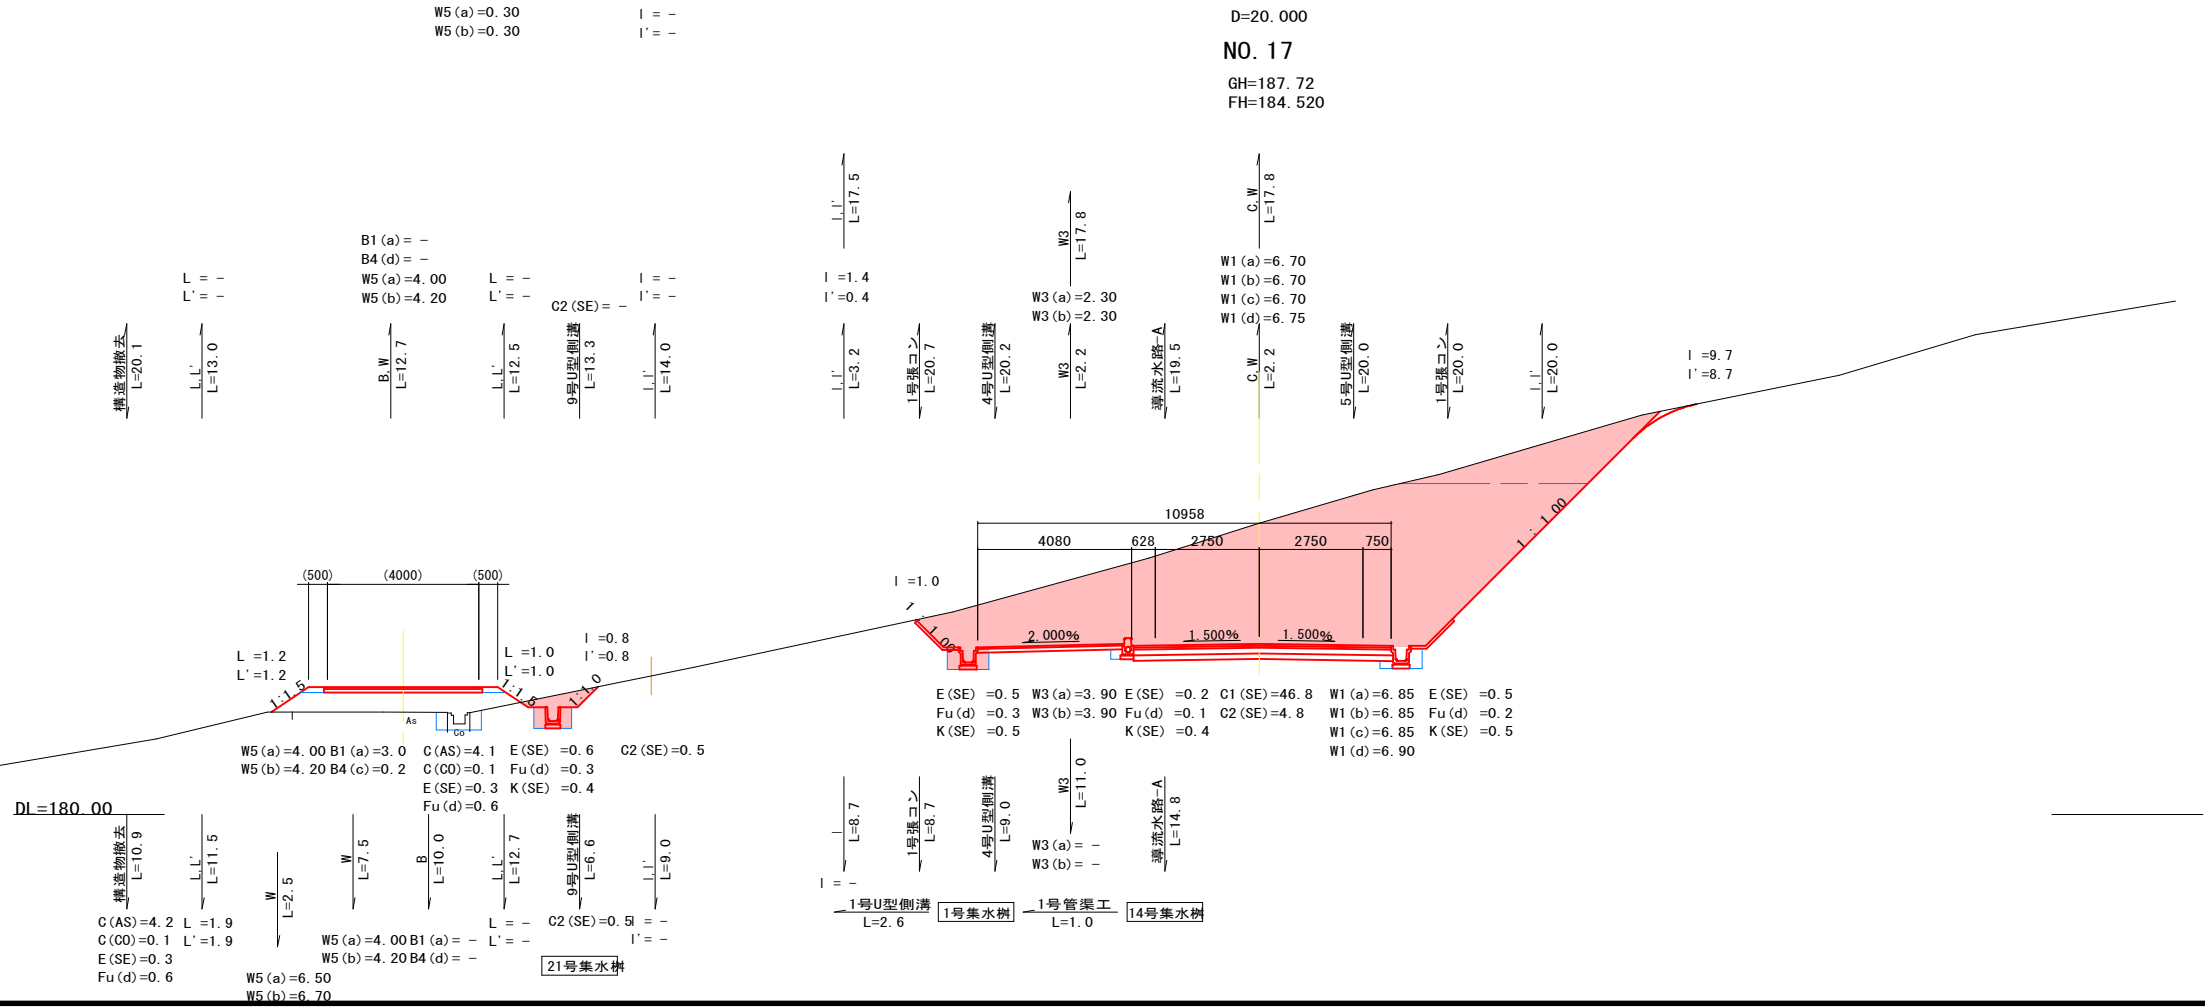 W5(a)=0.30
W5(b)=0.30
l = -
l'= -
D=20.000
NO.17
GH=187.72
FH=184.520
l,l'
L=17.5
W3
L=17.8
C,W
L=17.8
B1(a)= -
B4(d)= -
W5(a)=4.00
W5(b)=4.20
L = -
L'= -
L = -
L'= -
C2(SE)= -
l = -
l'= -
l =1.4
l'=0.4
W3(a)=2.30
W3(b)=2.30
W1(a)=6.70
W1(b)=6.70
W1(c)=6.70
W1(d)=6.75
構造物撤去
L=20.1
L,L'
L=13.0
B,W
L=12.7
L,L'
L=12.5
9号U型側溝
L=13.3
l,l'
L=14.0
l,l'
L=3.2
1号張コン
L=20.7
4号U型側溝
L=20.2
W3
L=2.2
導流水路-A
L=19.5
C,W
L=2.2
5号U型側溝
L=20.0
1号張コン
L=20.0
l,l'
L=20.0
l =9.7
l'=8.7
10958
4080
628
2750
2750
750
1:1.00
(500)
(4000)
(500)
l =1.0
1:1.00
2.000%
1.500%
1.500%
L =1.2
L'=1.2
1:1.5
L =1.0
L'=1.0
1:1.5
l =0.8
l'=0.8
1:1.0
As
Co
W5(a)=4.00
W5(b)=4.20
B1(a)=3.0
B4(c)=0.2
C(AS)=4.1
C(CO)=0.1
E(SE)=0.3
Fu(d)=0.6
E(SE) =0.6
Fu(d) =0.3
K(SE) =0.4
C2(SE)=0.5
E(SE) =0.5
Fu(d) =0.3
K(SE) =0.5
W3(a)=3.90
W3(b)=3.90
E(SE) =0.2
Fu(d) =0.1
K(SE) =0.4
C1(SE)=46.8
C2(SE)=4.8
W1(a)=6.85
W1(b)=6.85
W1(c)=6.85
W1(d)=6.90
E(SE) =0.5
Fu(d) =0.2
K(SE) =0.5
DL=180.00
構造物撤去
L=10.9
L,L'
L=11.5
W
L=2.5
W
L=7.5
B
L=10.0
L,L'
L=12.7
9号U型側溝
L=6.6
l,l'
L=9.0
l
L=8.7
1号張コン
L=8.7
4号U型側溝
L=9.0
W3
L=11.0
導流水路-A
L=14.8
W3(a)= -
W3(b)= -
l = -
1号U型側溝
L=2.6
1号集水桝
1号管渠工
L=1.0
14号集水桝
C(AS)=4.2
C(CO)=0.1
E(SE)=0.3
Fu(d)=0.6
L =1.9
L'=1.9
W5(a)=6.50
W5(b)=6.70
W5(a)=4.00
W5(b)=4.20
B1(a)= -
B4(d)= -
L = -
L'= -
C2(SE)=0.5
l = -
l'= -
21号集水桝